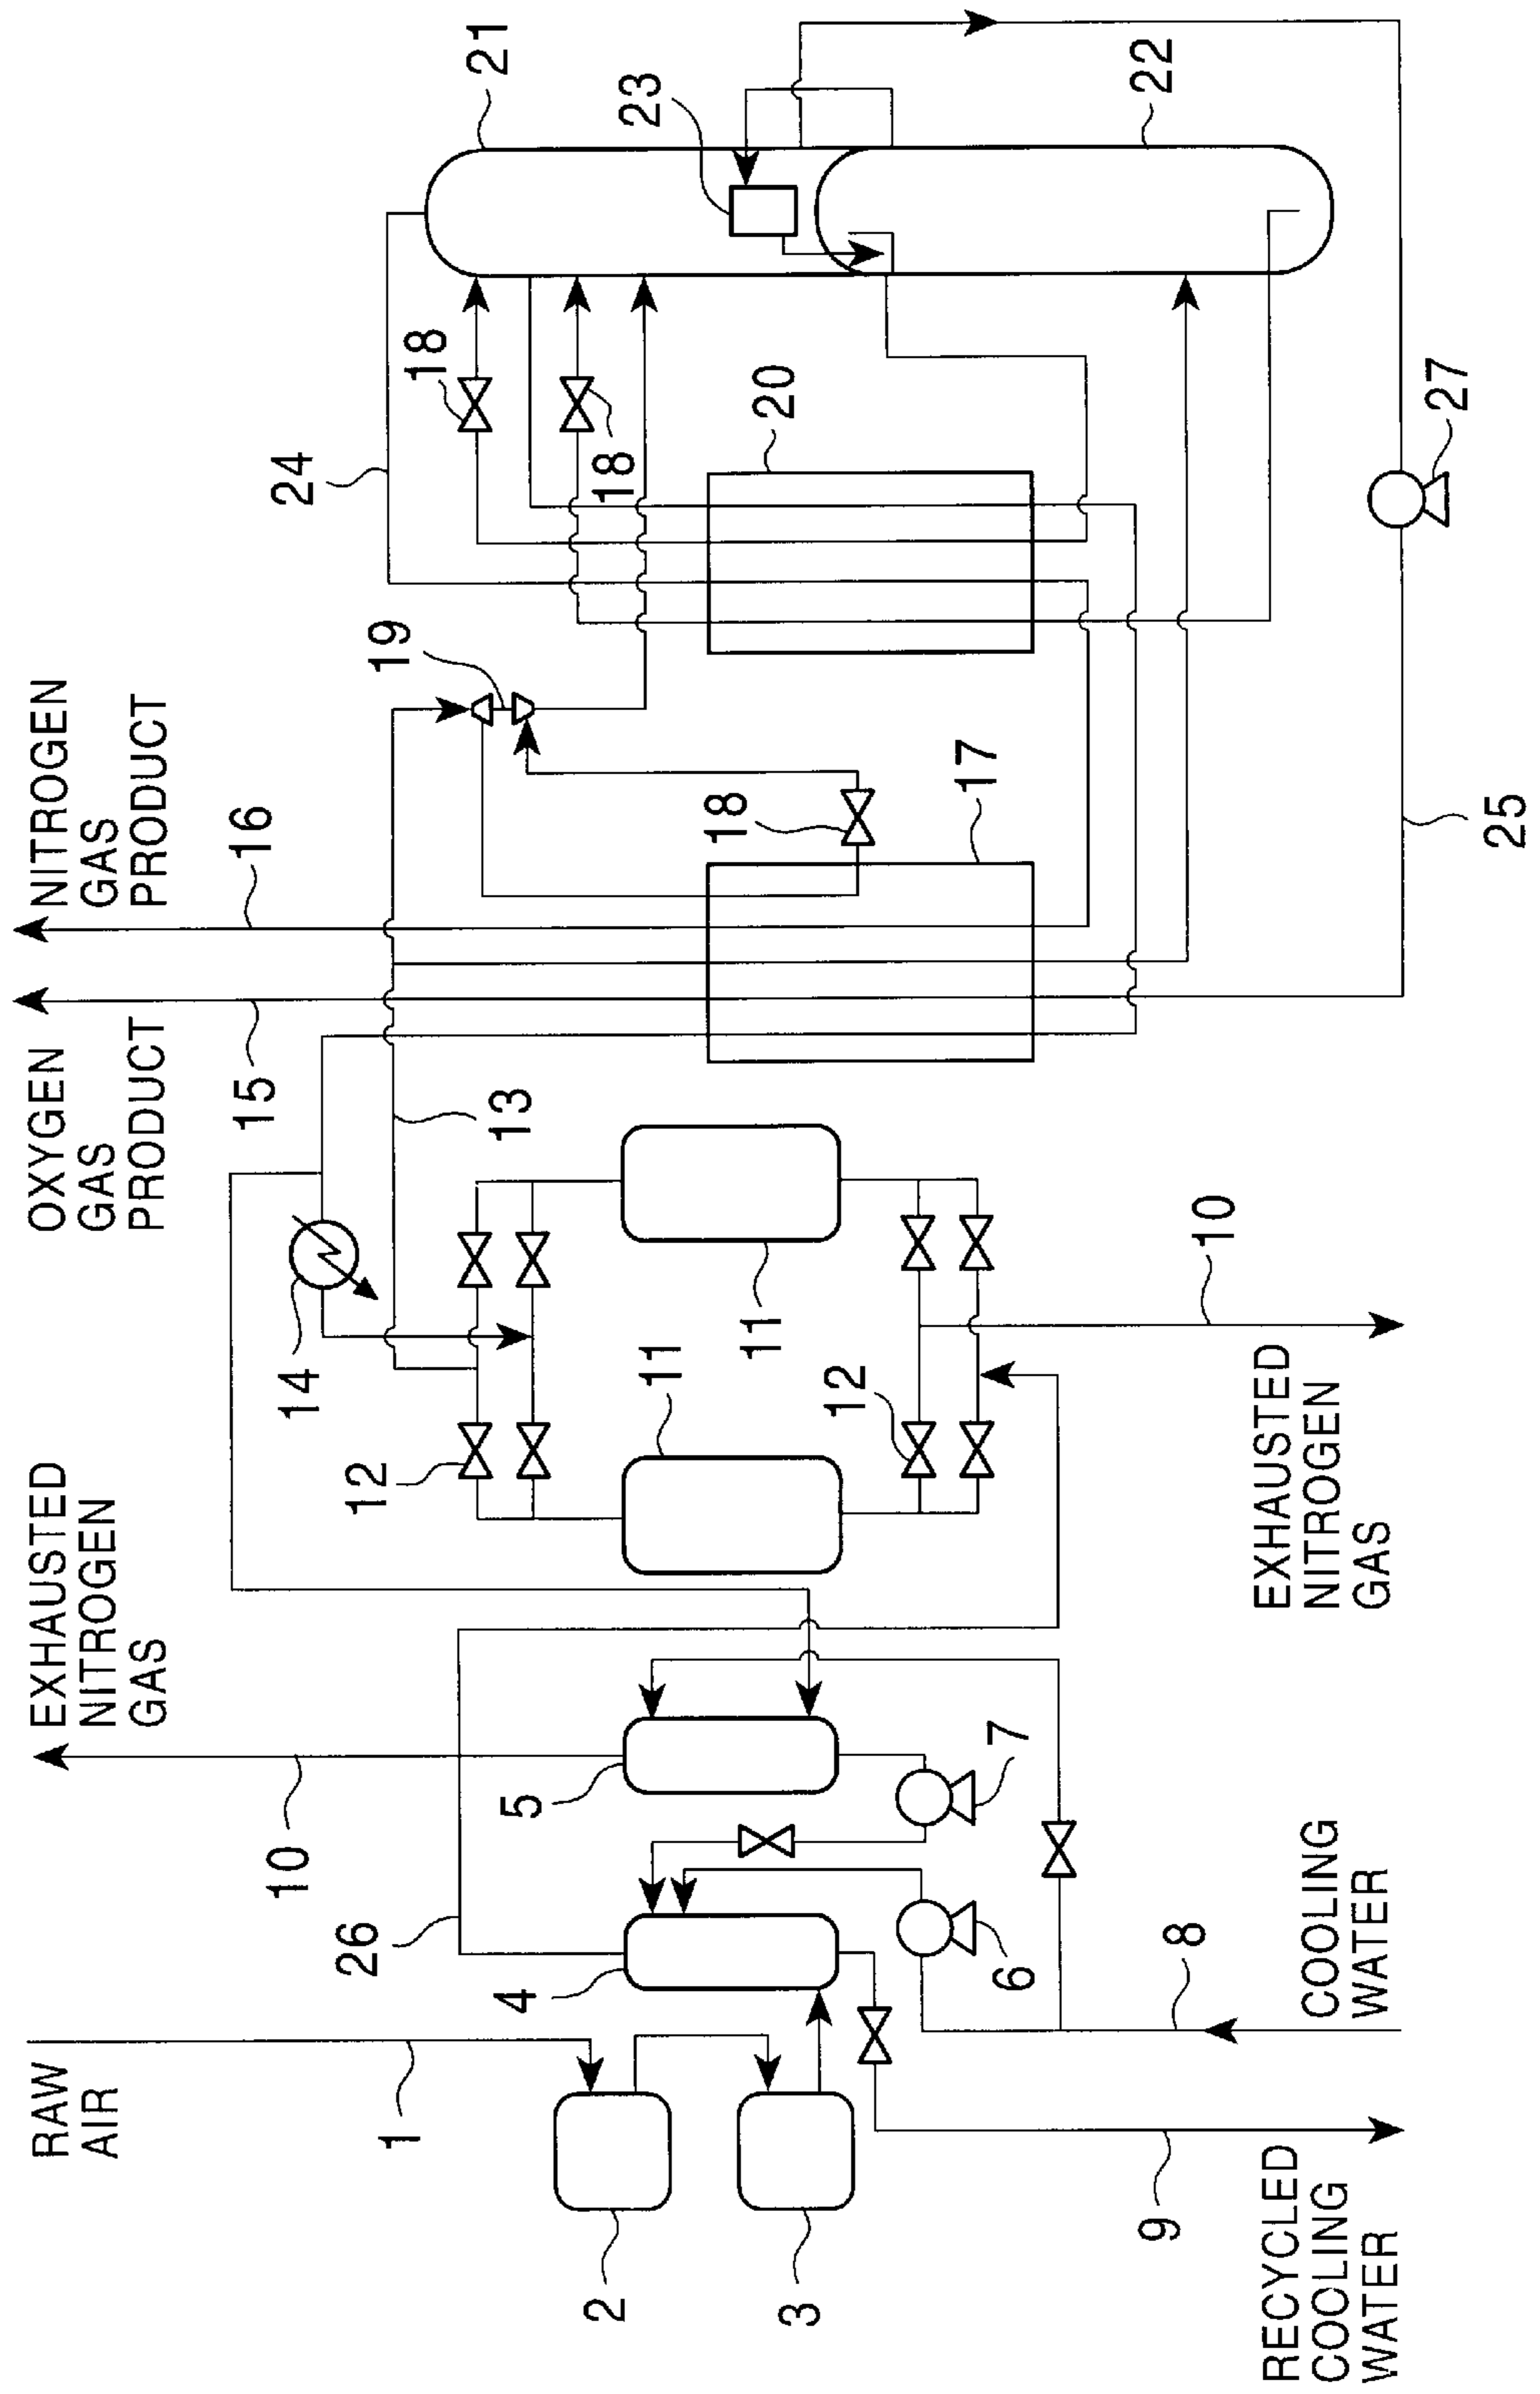 RAW
AIR
1
2
3
RECYCLED
COOLING
WATER
9
COOLING
WATER
8
4
26
6
5
7
10
EXHAUSTED
NITROGEN
GAS
12
11
12
11
14
EXHAUSTED
NITROGEN
GAS
10
13
OXYGEN
GAS
PRODUCT
15
NITROGEN
GAS
PRODUCT
16
17
18
19
20
24
18
18
21
22
23
25
27